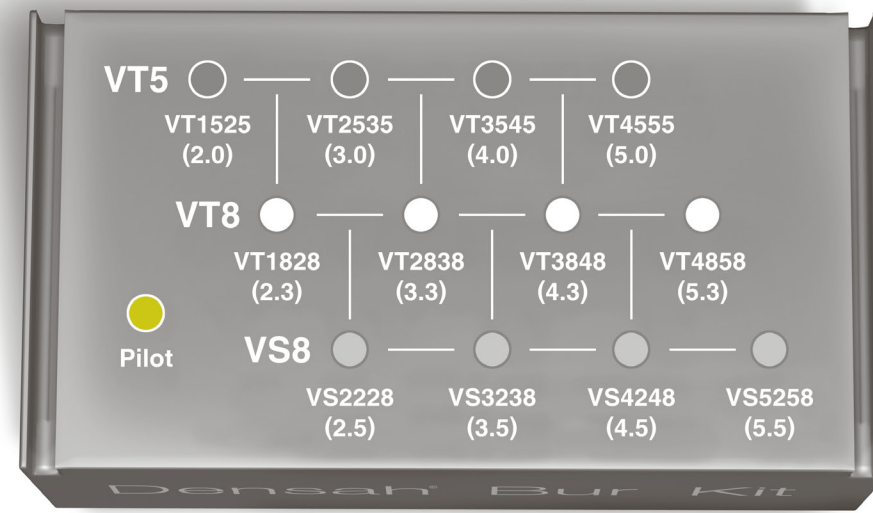 VT5
VT1525 VT2535 VT3545 VT4555
(2.0) (3.0) (4.0) (5.0)
VT8
VT1828 VT2838 VT3848 VT4858
(2.3) (3.3) (4.3) (5.3)
Pilot VS8
VS2228 VS3238 VS4248 VS5258
(2.5) (3.5) (4.5) (5.5)
Densah® Bur Kit